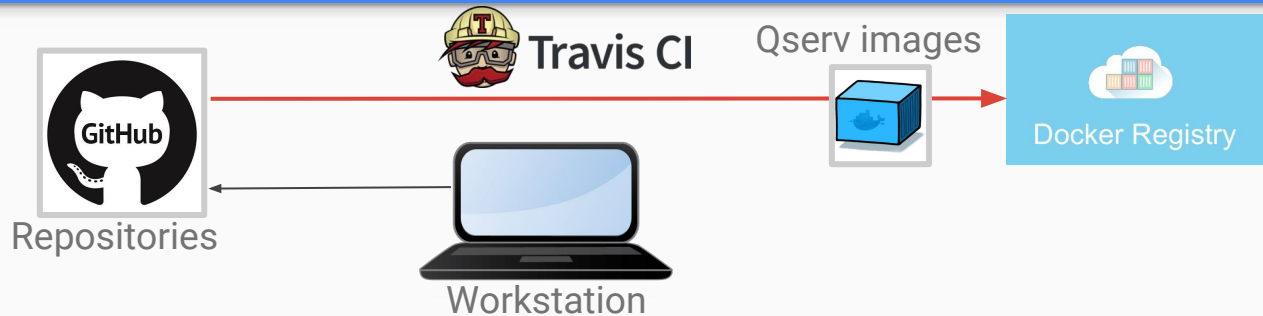 Travis CI
Qserv images
GitHub
Docker Registry
Repositories
Workstation